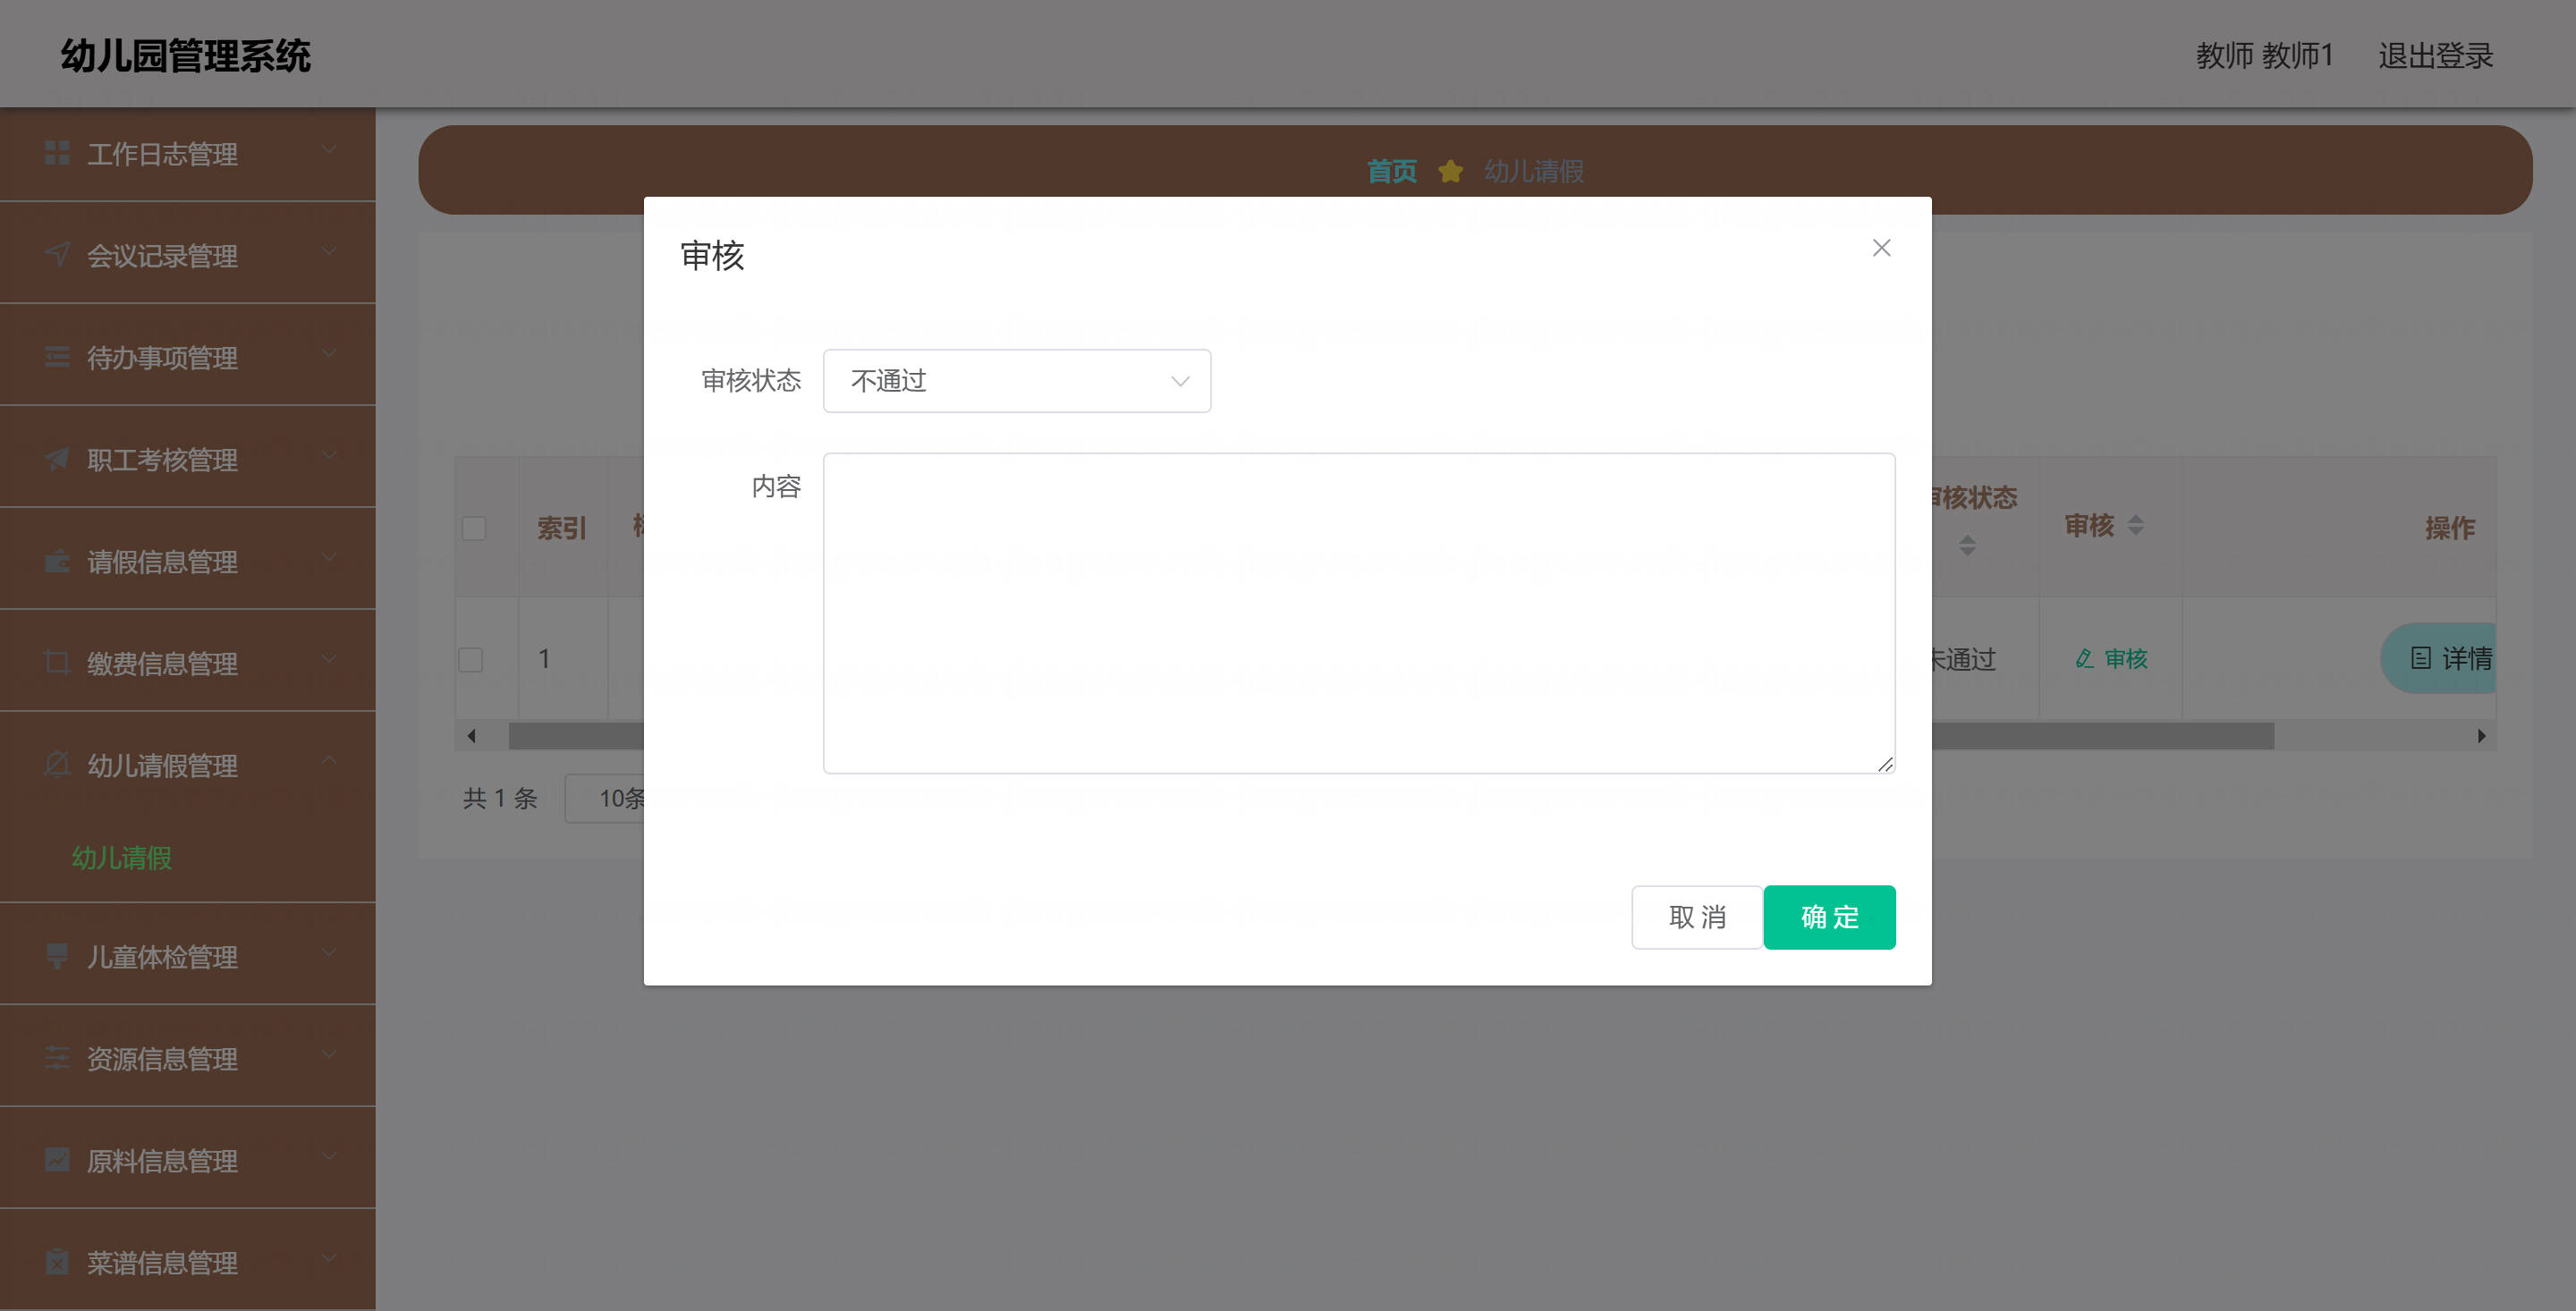 幼儿园管理系统
教师 教师1 退出登录
工作日志管理
会议记录管理
待办事项管理
职工考核管理
请假信息管理
缴费信息管理
幼儿请假管理
幼儿请假
儿童体检管理
资源信息管理
原料信息管理
菜谱信息管理
首页 幼儿请假
审核
审核状态 不通过
内容
取 消 确 定
索引 审核状态 审核 操作
1 未通过 审核 详情
共 1 条 10条